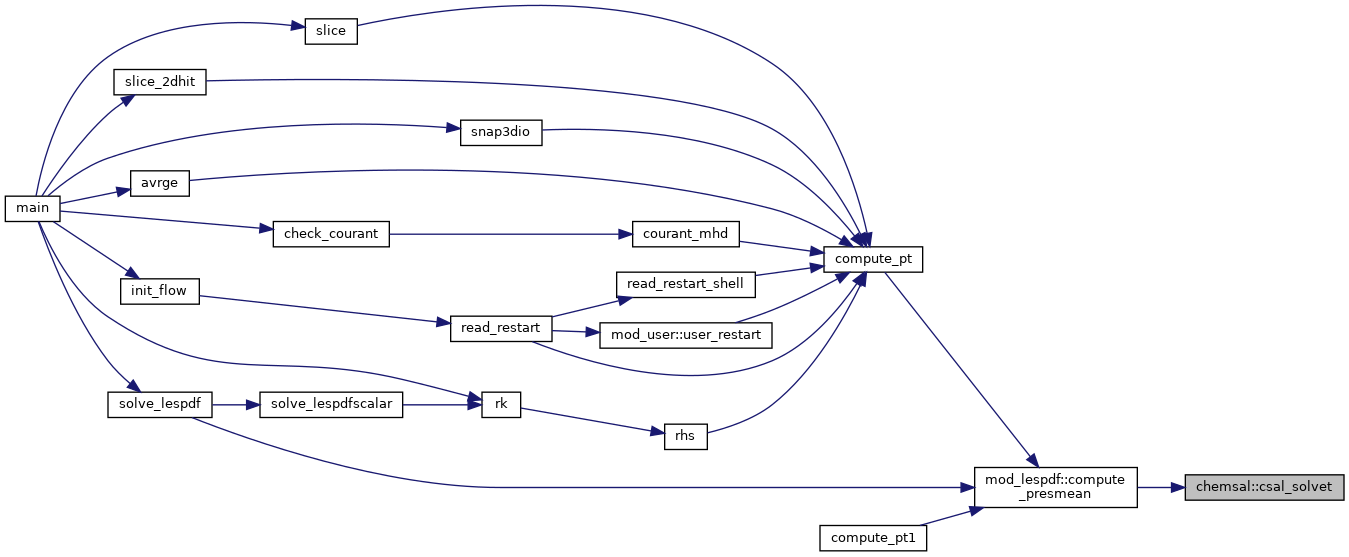 slice
slice_2dhit
snap3dio
avrge
main
check_courant
courant_mhd
compute_pt
read_restart_shell
init_flow
read_restart
mod_user::user_restart
solve_lespdf
solve_lespdfscalar
rk
rhs
mod_lespdf::compute
_presmean
chemsal::csal_solvet
compute_pt1